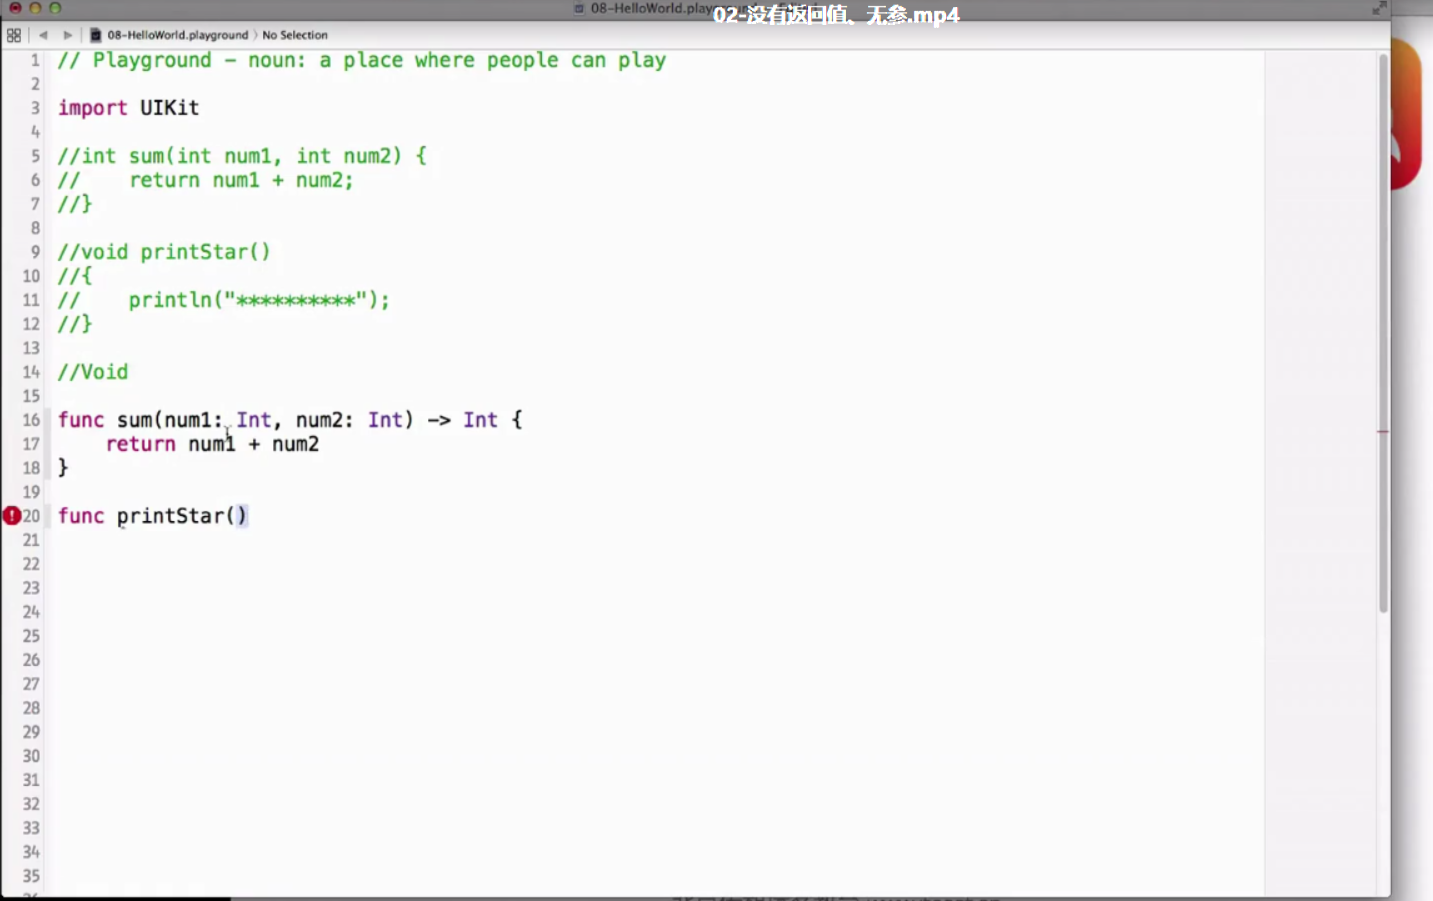 08-HelloWorld.playground
02-没有返回值、无参.mp4
08-HelloWorld.playground 〉 No Selection
1 // Playground - noun: a place where people can play
2
3 import UIKit
4
5 //int sum(int num1, int num2) {
6 //    return num1 + num2;
7 //}
8
9 //void printStar()
10 //{
11 //    println("**********");
12 //}
13
14 //Void
15
16 func sum(num1: Int, num2: Int) -> Int {
17     return num1 + num2
18 }
19
20 func printStar()
21
22
23
24
25
26
27
28
29
30
31
32
33
34
35